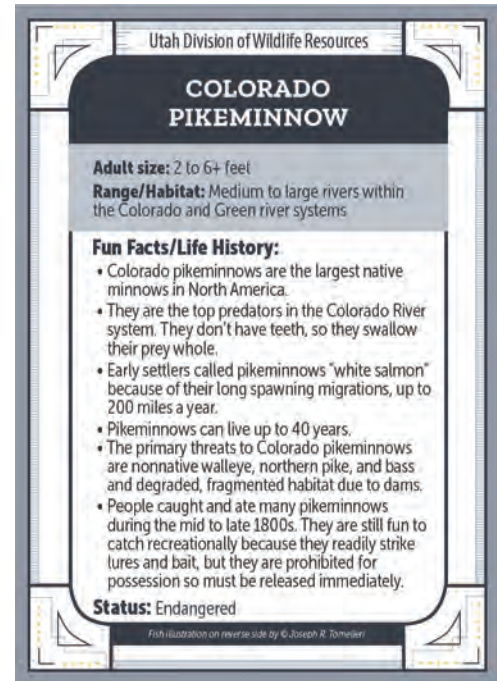 Utah Division of Wildlife Resources
COLORADO
PIKEMINNOW
Adult size: 2 to 6+ feet
Range/Habitat: Medium to large rivers within
the Colorado and Green river systems
Fun Facts/Life History:
• Colorado pikeminnows are the largest native
minnows in North America.
• They are the top predators in the Colorado River
system. They don't have teeth, so they swallow
their prey whole.
• Early settlers called pikeminnows "white salmon"
because of their long spawning migrations, up to
200 miles a year.
• Pikeminnows can live up to 40 years.
• The primary threats to Colorado pikeminnows
are nonnative walleye, northern pike, and bass
and degraded, fragmented habitat due to dams.
• People caught and ate many pikeminnows
during the mid to late 1800s. They are still fun to
catch recreationally because they readily strike
lures and bait, but they are prohibited for
possession so must be released immediately.
Status: Endangered
Fish illustration on reverse side by © Joseph R. Tomelleri